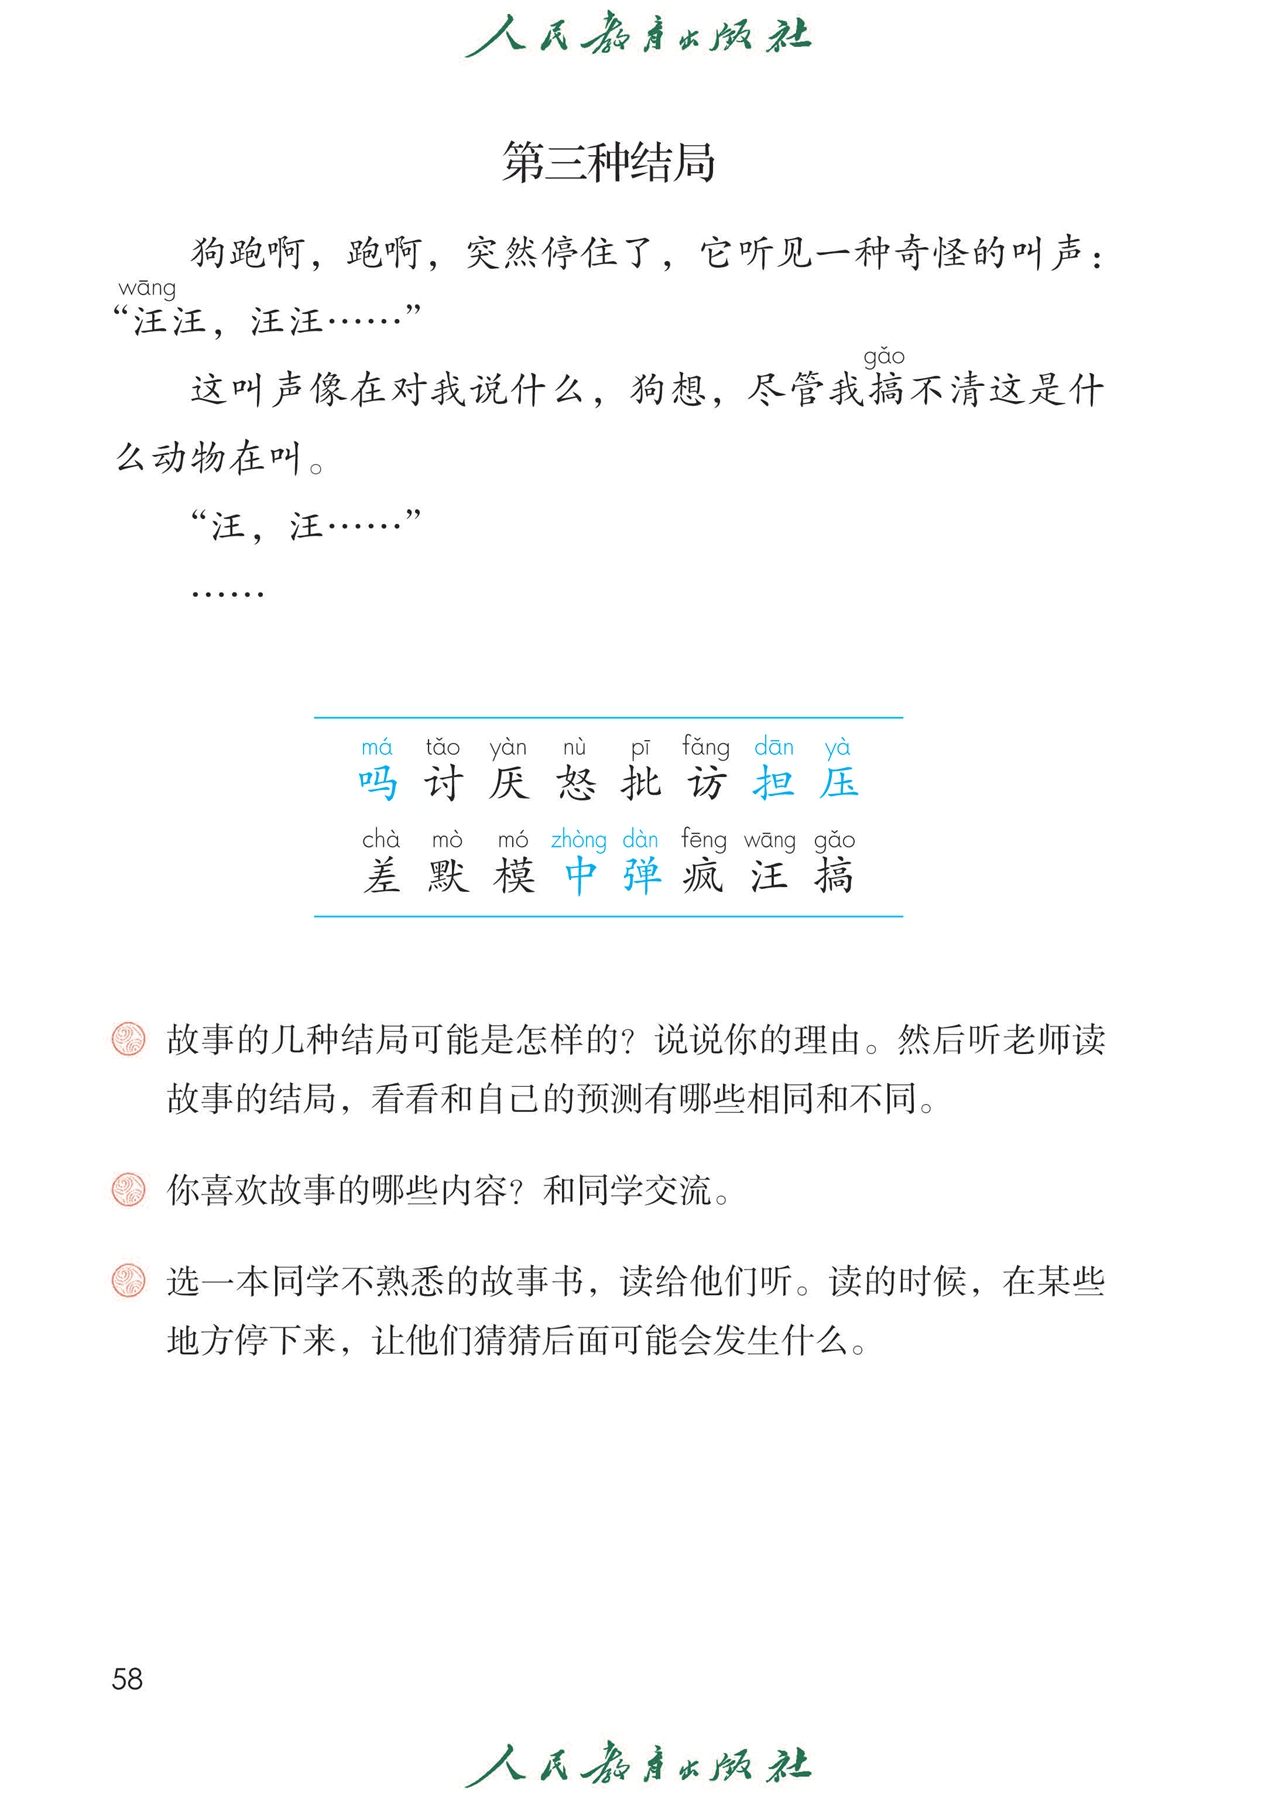 人民教育出版社
第三种结局
狗跑啊，跑啊，突然停住了，它听见一种奇怪的叫声：
wāng
“汪汪，汪汪……”
gǎo
这叫声像在对我说什么，狗想，尽管我搞不清这是什
么动物在叫。
“汪，汪……”
……
má tǎo yàn nù pī fǎng dān yà
吗 讨 厌 怒 批 访 担 压
chà mò mó zhòng dàn fēng wāng gǎo
差 默 模 中 弹 疯 汪 搞
故事的几种结局可能是怎样的？说说你的理由。然后听老师读
故事的结局，看看和自己的预测有哪些相同和不同。
你喜欢故事的哪些内容？和同学交流。
选一本同学不熟悉的故事书，读给他们听。读的时候，在某些
地方停下来，让他们猜猜后面可能会发生什么。
58
人民教育出版社